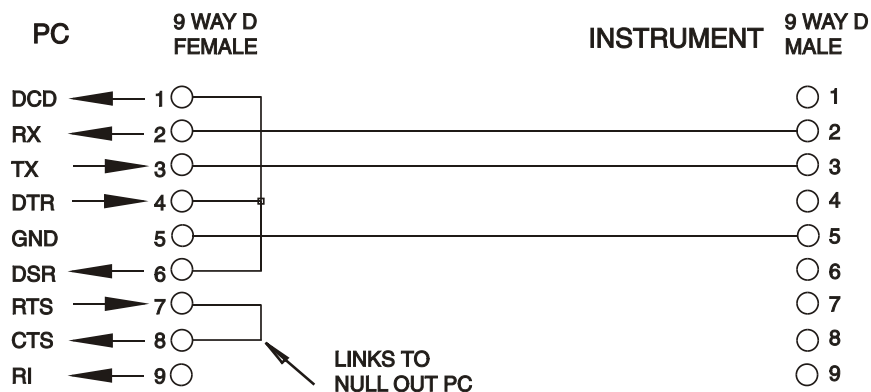 PC 9 WAY D FEMALE INSTRUMENT 9 WAY D MALE
DCD 1 1
RX 2 2
TX 3 3
DTR 4 4
GND 5 5
DSR 6 6
RTS 7 7
CTS 8 8
RI 9 9
LINKS TO
NULL OUT PC